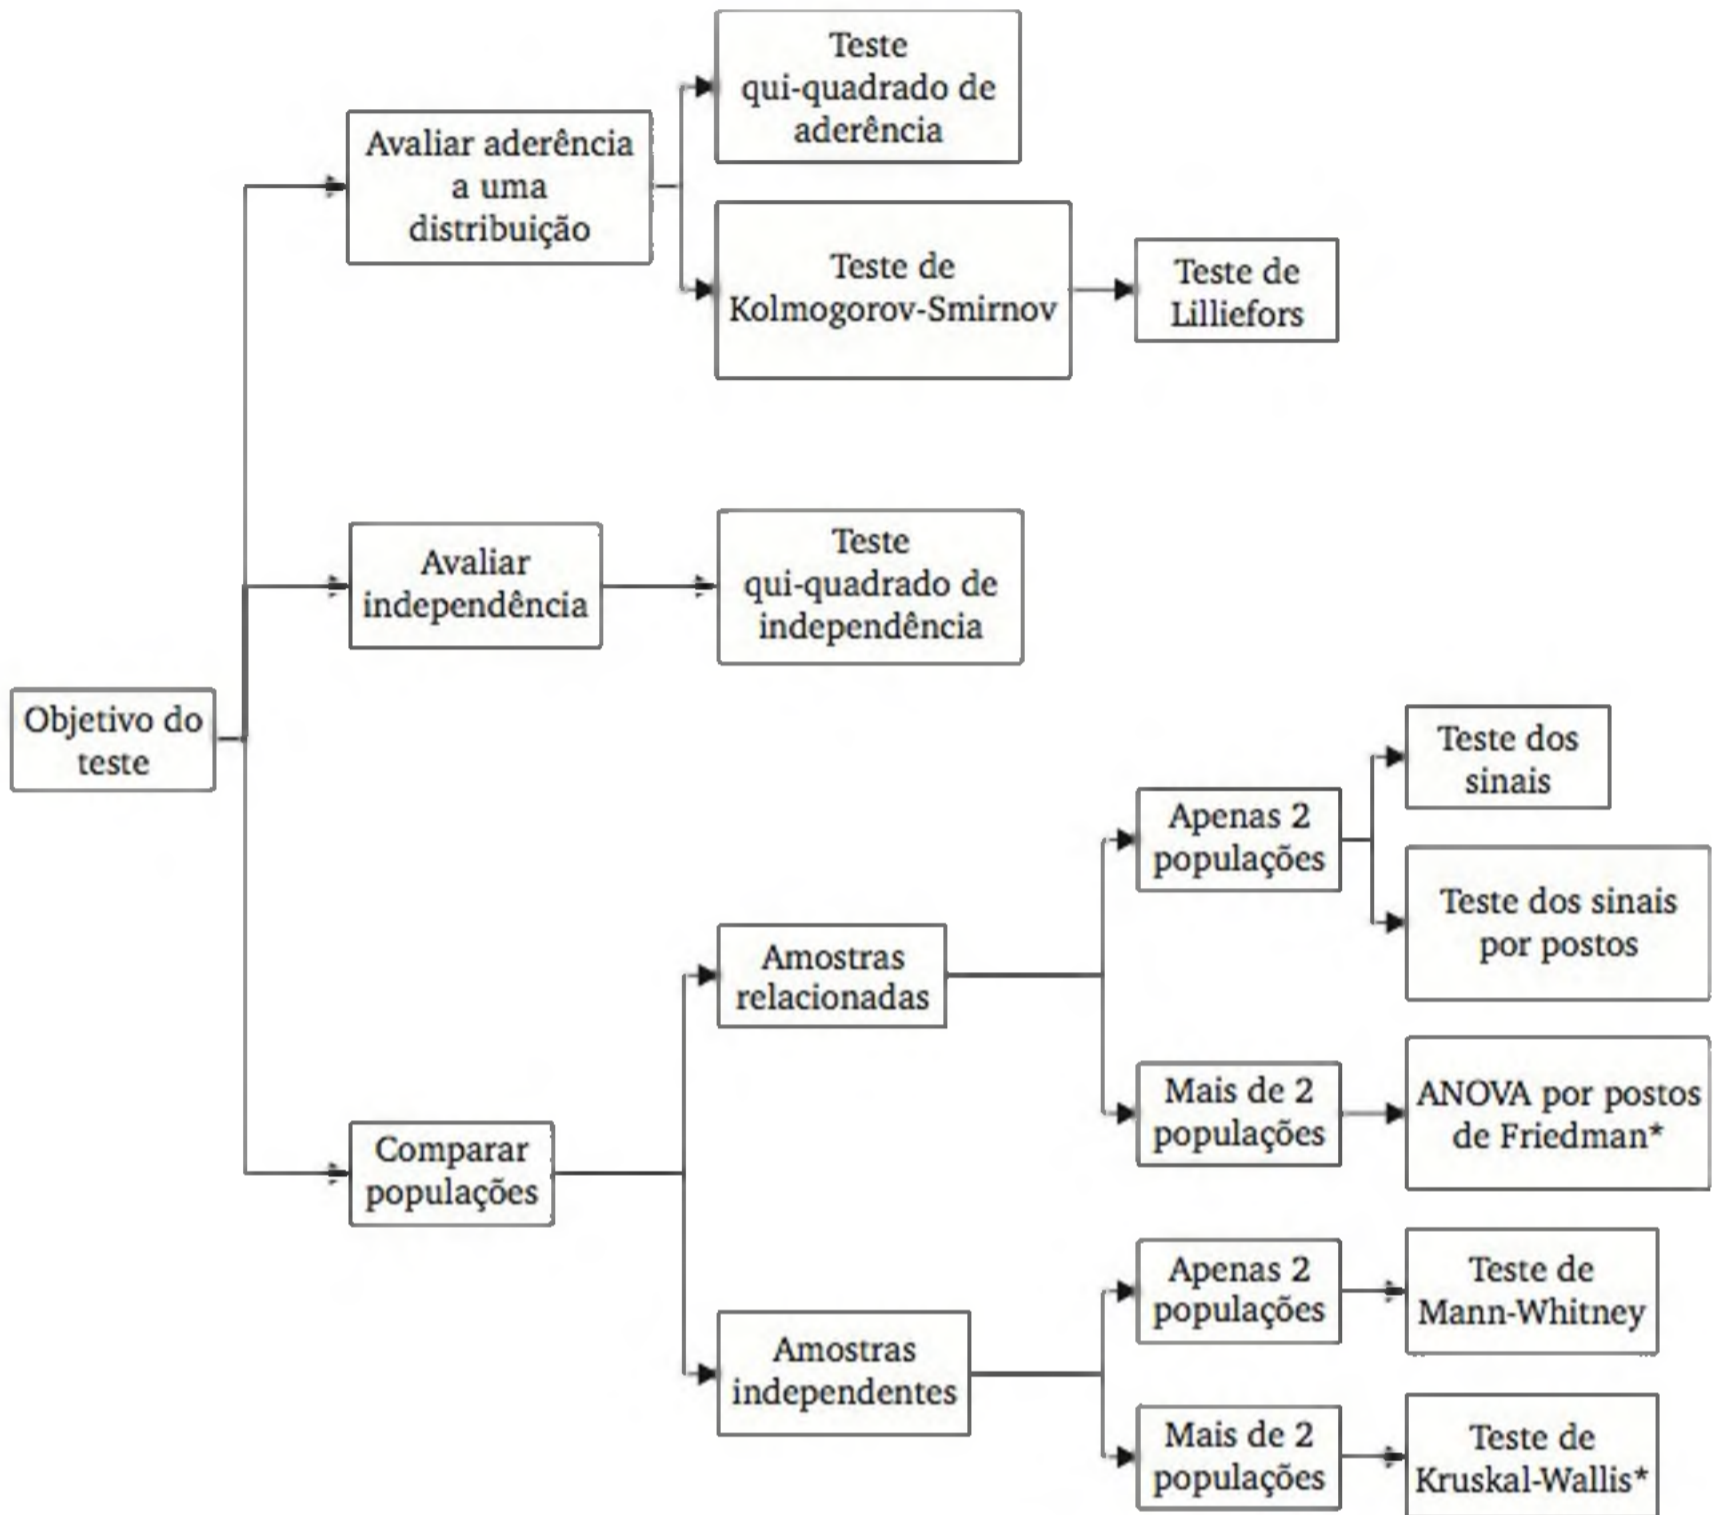 Teste
qui-quadrado de
aderência
Avaliar aderência
a uma
distribuição
Teste de
Kolmogorov-Smirnov
Teste de
Lilliefors
Avaliar
independência
Teste
qui-quadrado de
independência
Objetivo do
teste
Teste dos
sinais
Apenas 2
populações
Teste dos sinais
por postos
Amostras
relacionadas
Mais de 2
populações
ANOVA por postos
de Friedman*
Comparar
populações
Apenas 2
populações
Teste de
Mann-Whitney
Amostras
independentes
Mais de 2
populações
Teste de
Kruskal-Wallis*